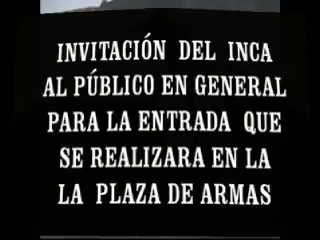 INVITACIÓN DEL INCA
AL PÚBLICO EN GENERAL
PARA LA ENTRADA QUE
SE REALIZARA EN LA
LA PLAZA DE ARMAS